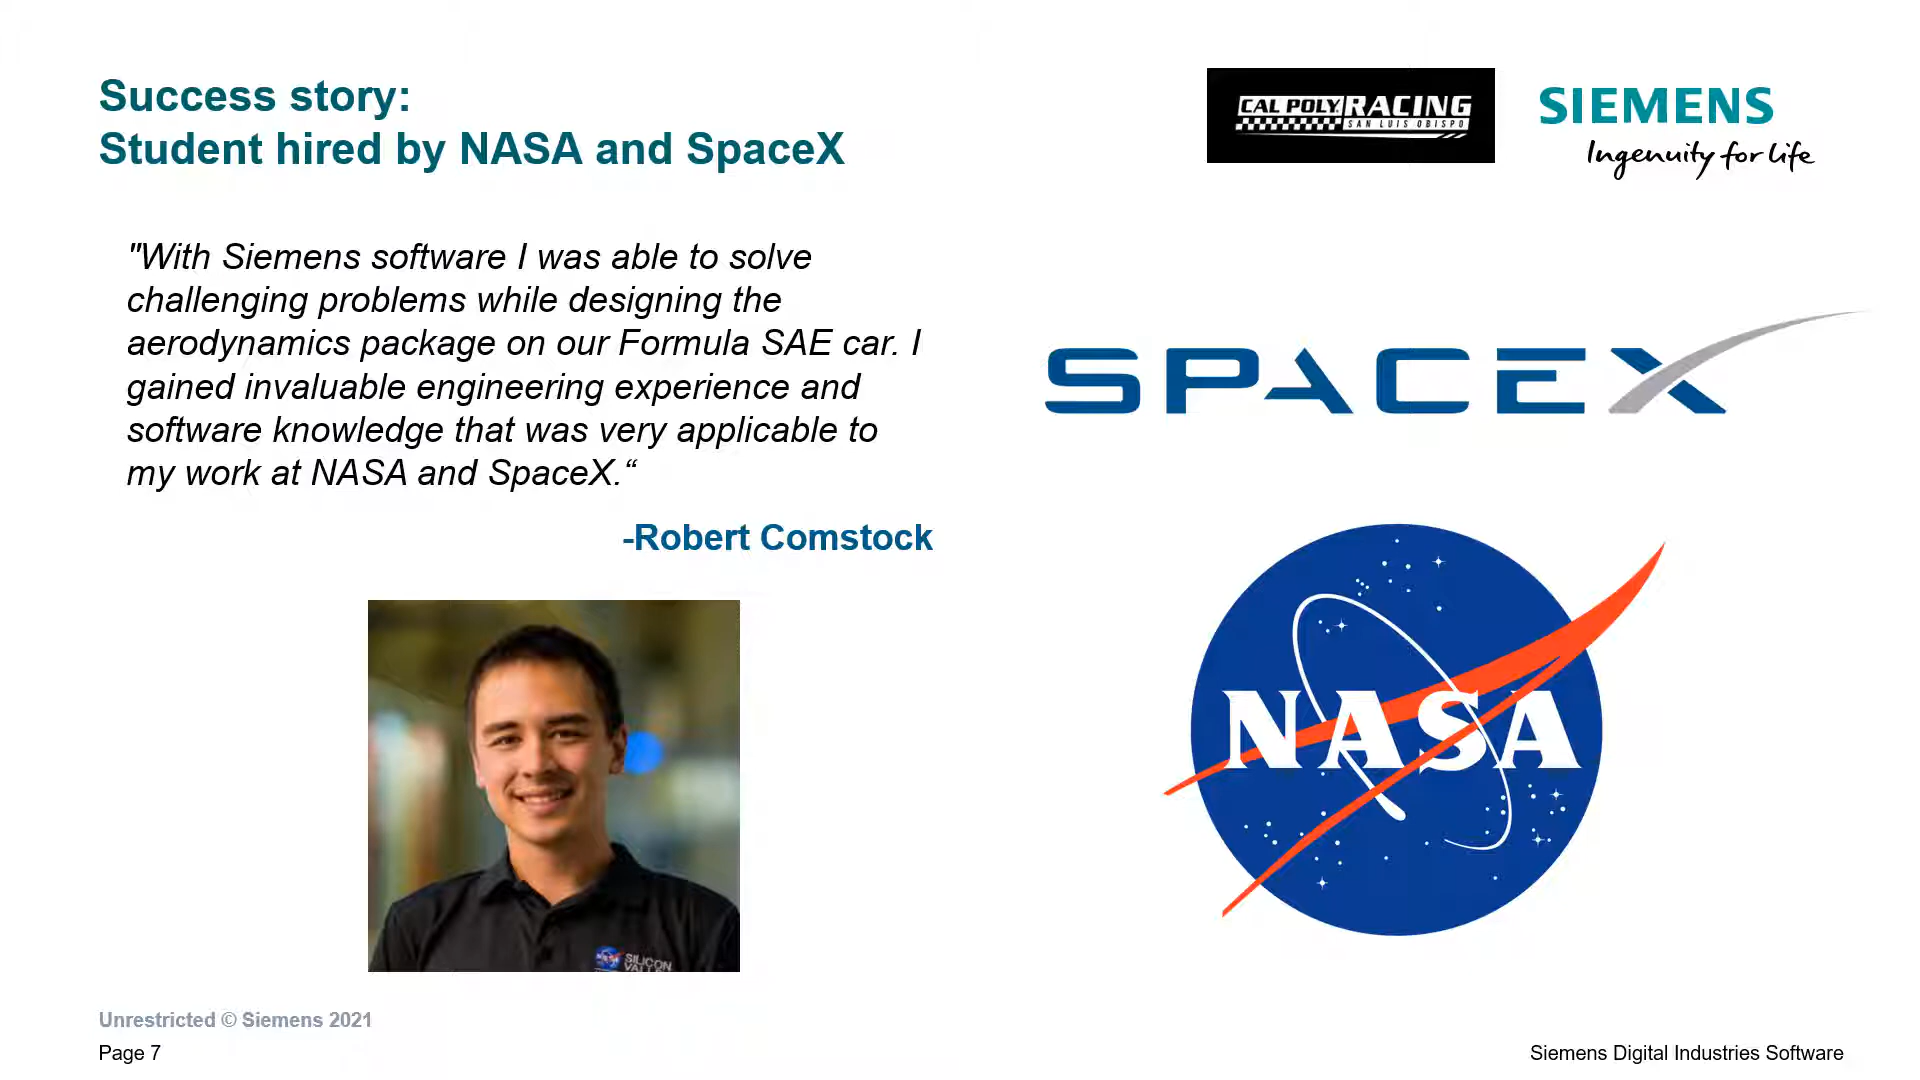 Success story:
Student hired by NASA and SpaceX
CAL POLY RACING
SAN LUIS OBISPO
SIEMENS
Ingenuity for life
"With Siemens software I was able to solve
challenging problems while designing the
aerodynamics package on our Formula SAE car. I
gained invaluable engineering experience and
software knowledge that was very applicable to
my work at NASA and SpaceX.“
-Robert Comstock
SPACEX
NASA
NASA
SILICON
Unrestricted © Siemens 2021
Page 7
Siemens Digital Industries Software